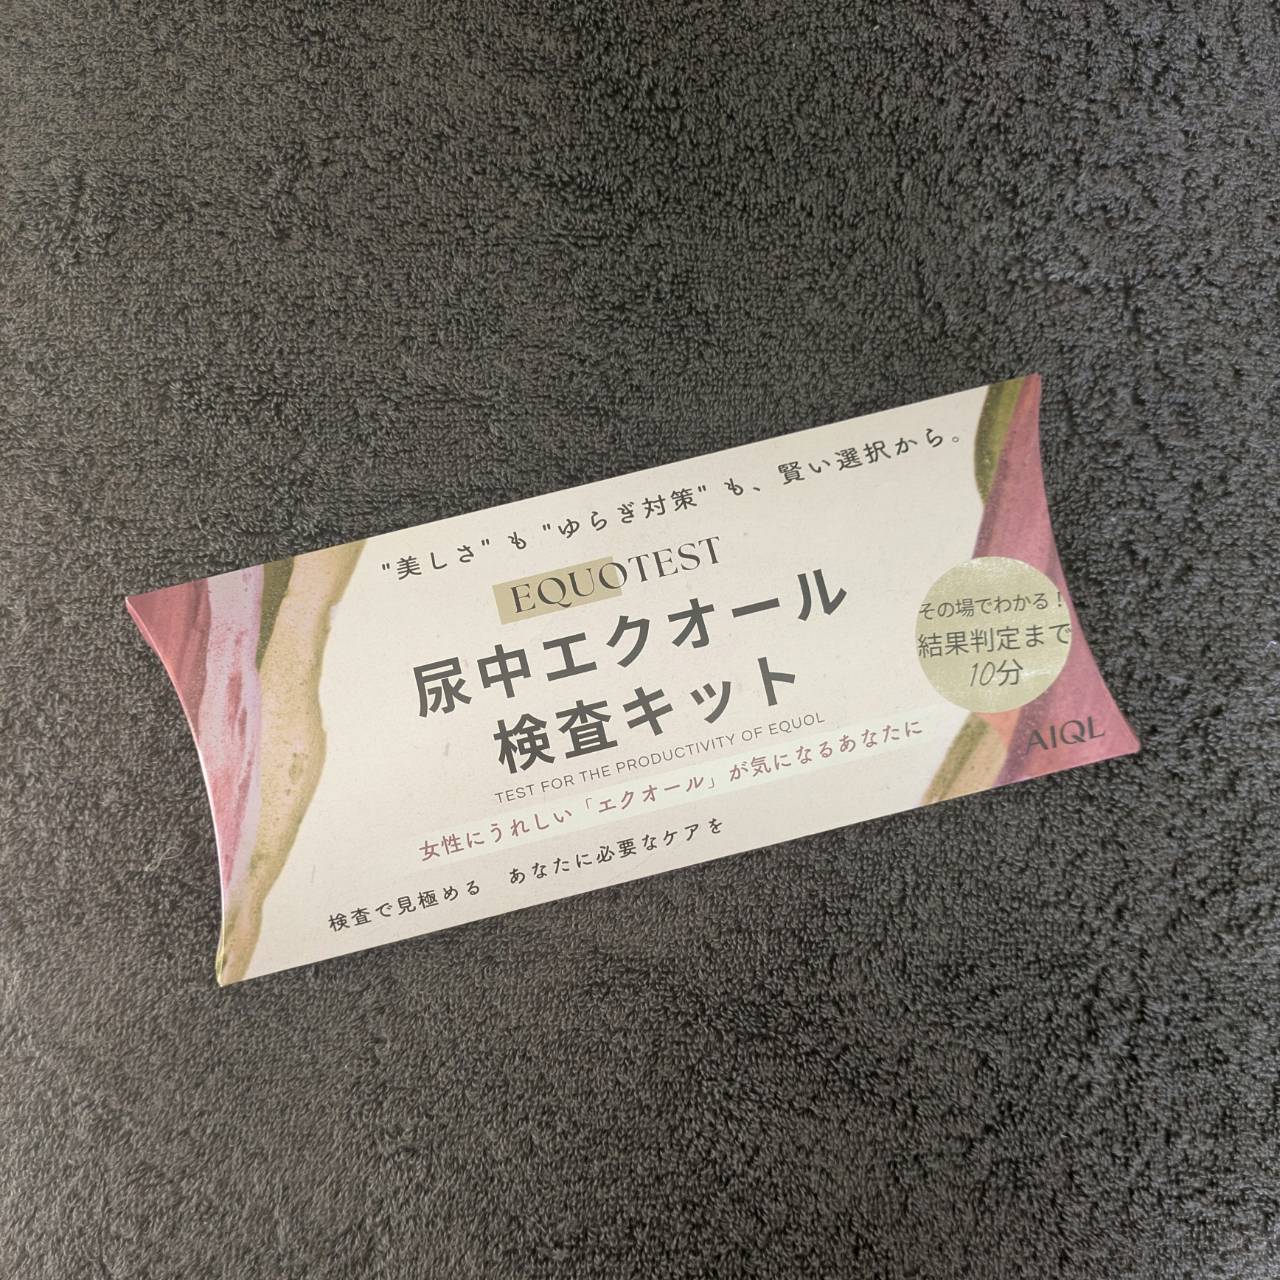 "美しさ" も "ゆらぎ対策" も、賢い選択から。
EQUOTEST
尿中エクオール
検査キット
TEST FOR THE PRODUCTIVITY OF EQUOL
女性にうれしい「エクオール」が気になるあなたに
検査で見極める あなたに必要なケアを
その場でわかる!
結果判定まで
10分
AIQL